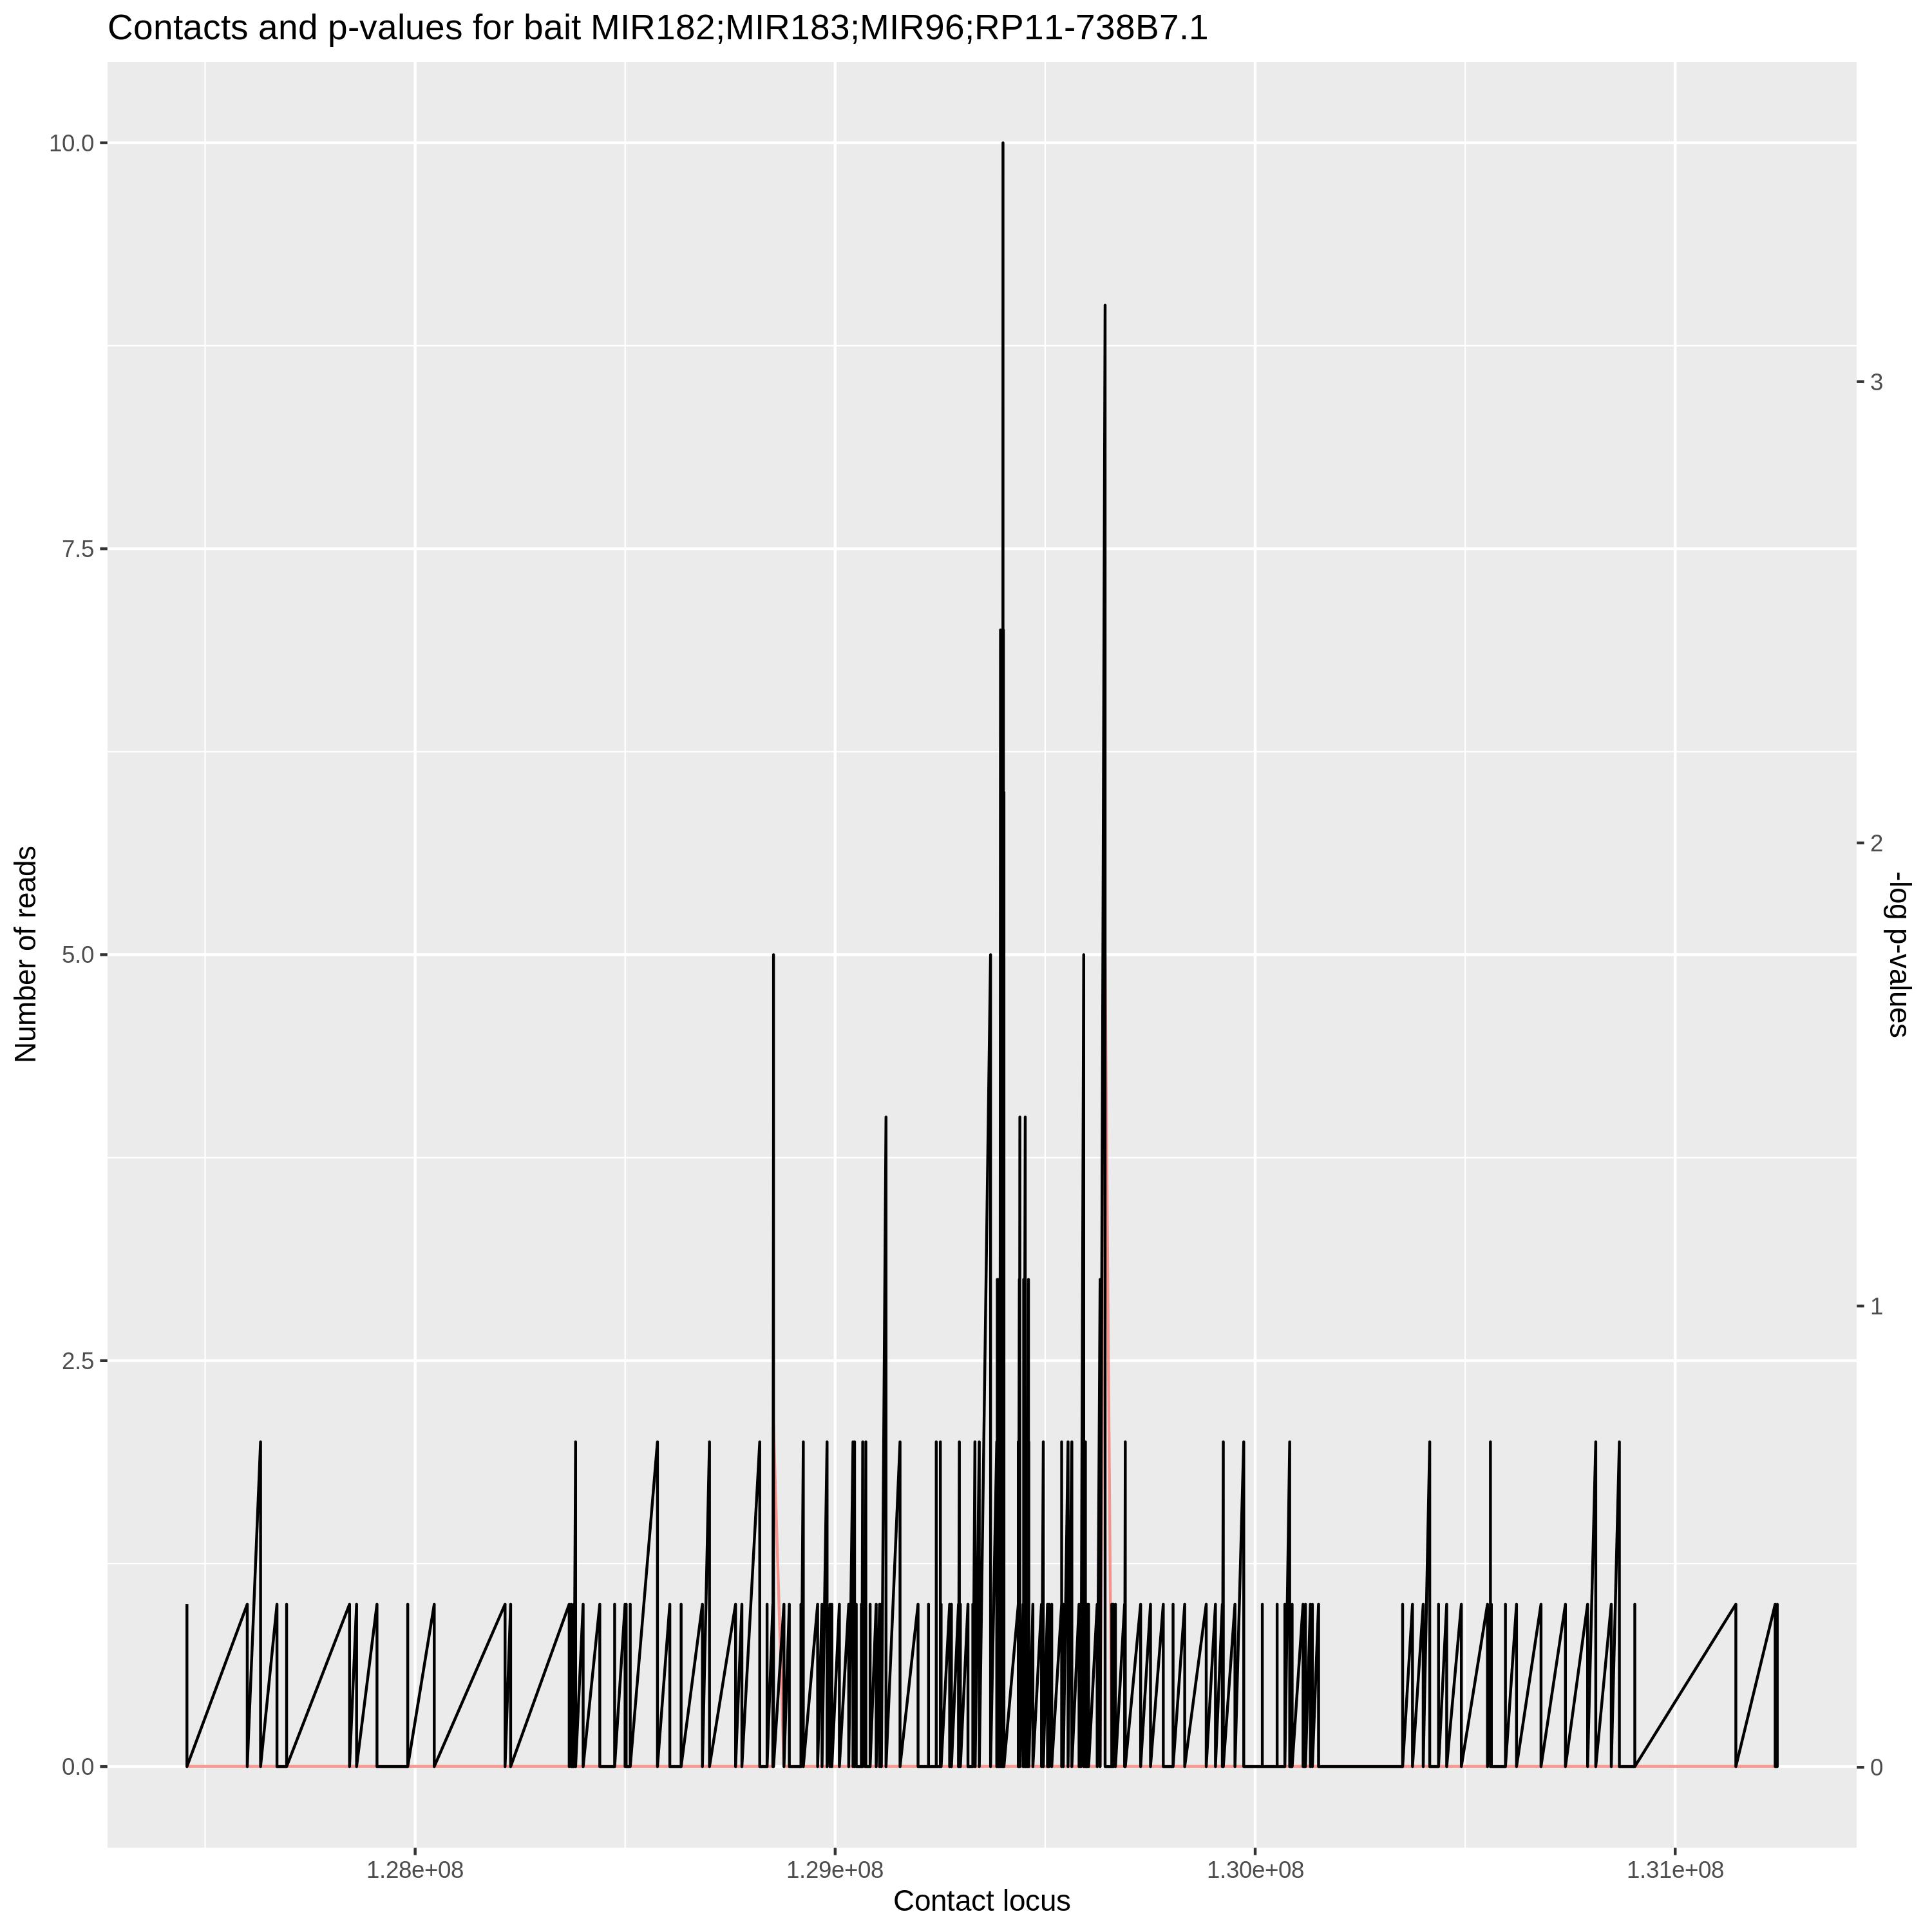 Contacts and p-values for bait MIR182;MIR183;MIR96;RP11-738B7.1
10.0
7.5
5.0
2.5
0.0
Number of reads
3
2
1
0
-log p-values
1.28e+08 1.29e+08 1.30e+08 1.31e+08
Contact locus